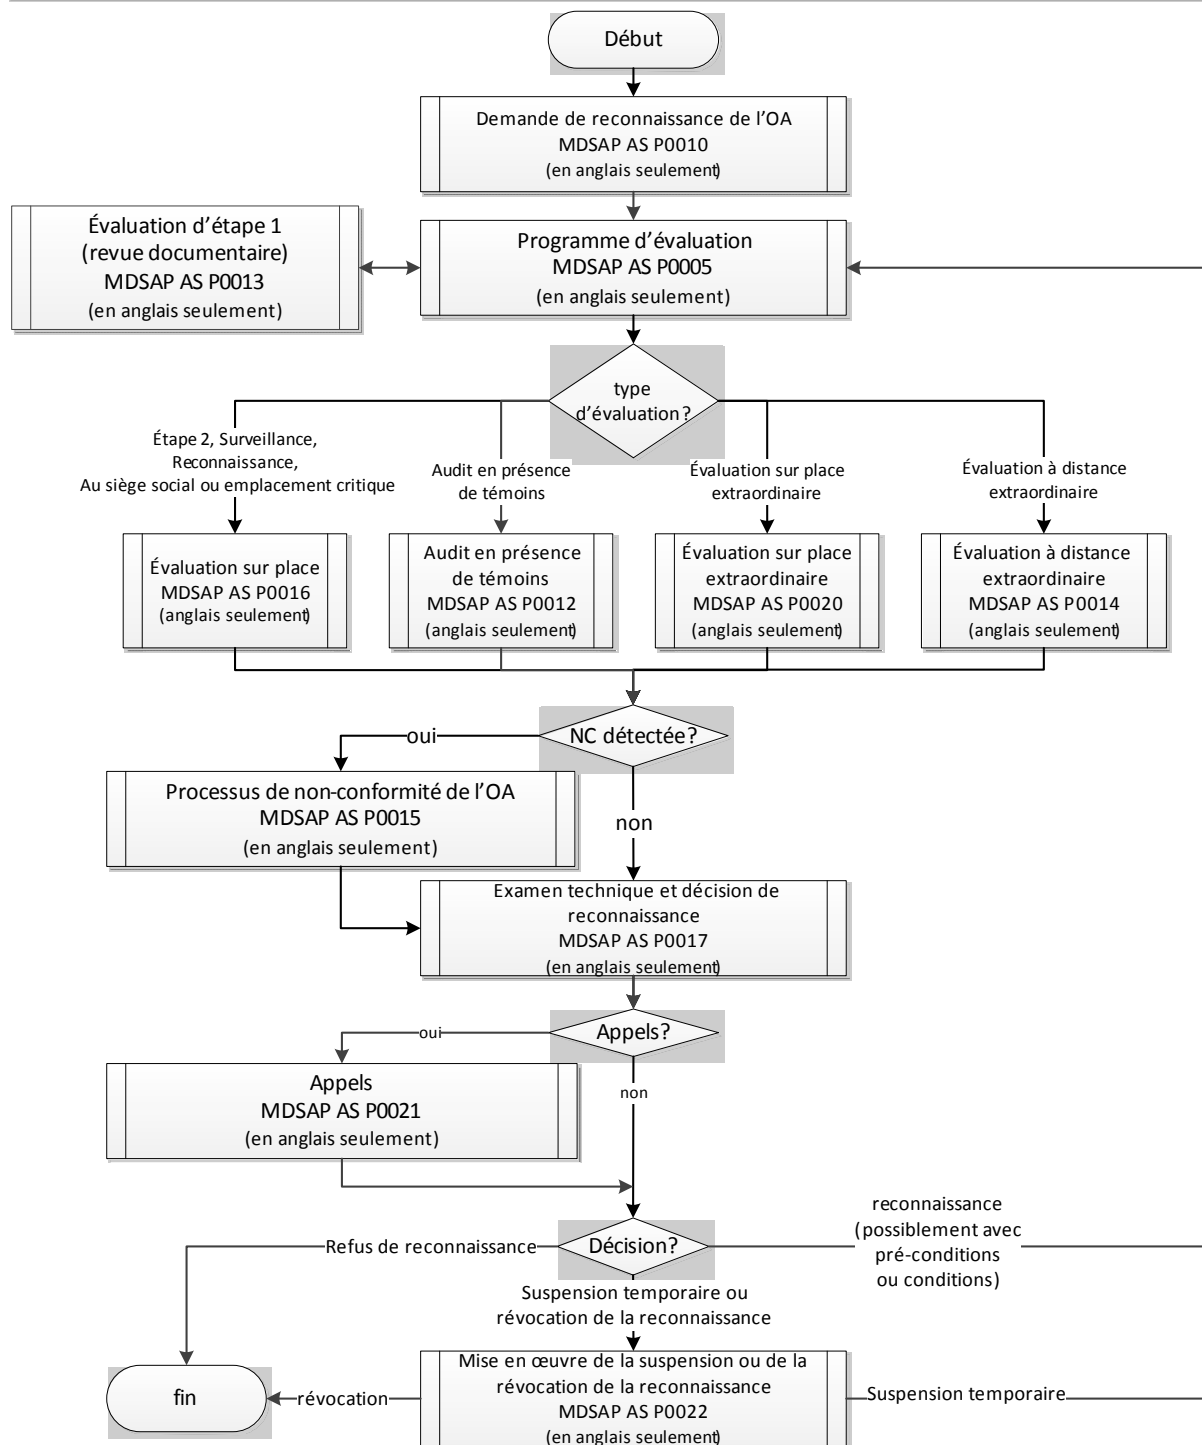 Début
Demande de reconnaissance de l’OA
MDSAP AS P0010
(en anglais seulement)
Évaluation d’étape 1
(revue documentaire)
MDSAP AS P0013
(en anglais seulement)
Programme d’évaluation
MDSAP AS P0005
(en anglais seulement)
type
d’évaluation?
Étape 2, Surveillance,
Reconnaissance,
Au siège social ou emplacement critique
Audit en présence
de témoins
Évaluation sur place
extraordinaire
Évaluation à distance
extraordinaire
Évaluation sur place
MDSAP AS P0016
(anglais seulement)
Audit en présence
de témoins
MDSAP AS P0012
(anglais seulement)
Évaluation sur place
extraordinaire
MDSAP AS P0020
(anglais seulement)
Évaluation à distance
extraordinaire
MDSAP AS P0014
(anglais seulement)
NC détectée?
oui
Processus de non-conformité de l’OA
MDSAP AS P0015
(en anglais seulement)
non
Examen technique et décision de
reconnaissance
MDSAP AS P0017
(en anglais seulement)
Appels?
oui
Appels
MDSAP AS P0021
(en anglais seulement)
non
Décision?
Refus de reconnaissance
reconnaissance
(possiblement avec
pré-conditions
ou conditions)
Suspension temporaire ou
révocation de la reconnaissance
Mise en œuvre de la suspension ou de la
révocation de la reconnaissance
MDSAP AS P0022
(en anglais seulement)
révocation
fin
Suspension temporaire